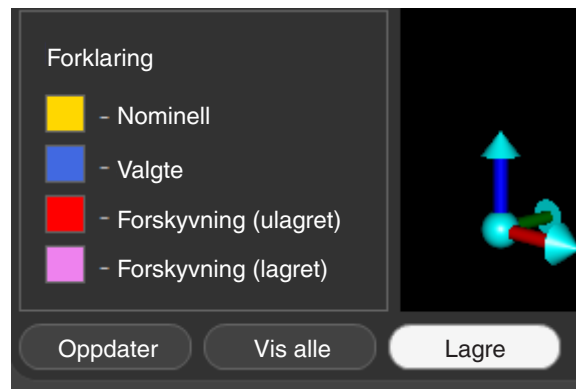 Forklaring
- Nominell
- Valgte
- Forskyvning (ulagret)
- Forskyvning (lagret)
Oppdater Vis alle Lagre